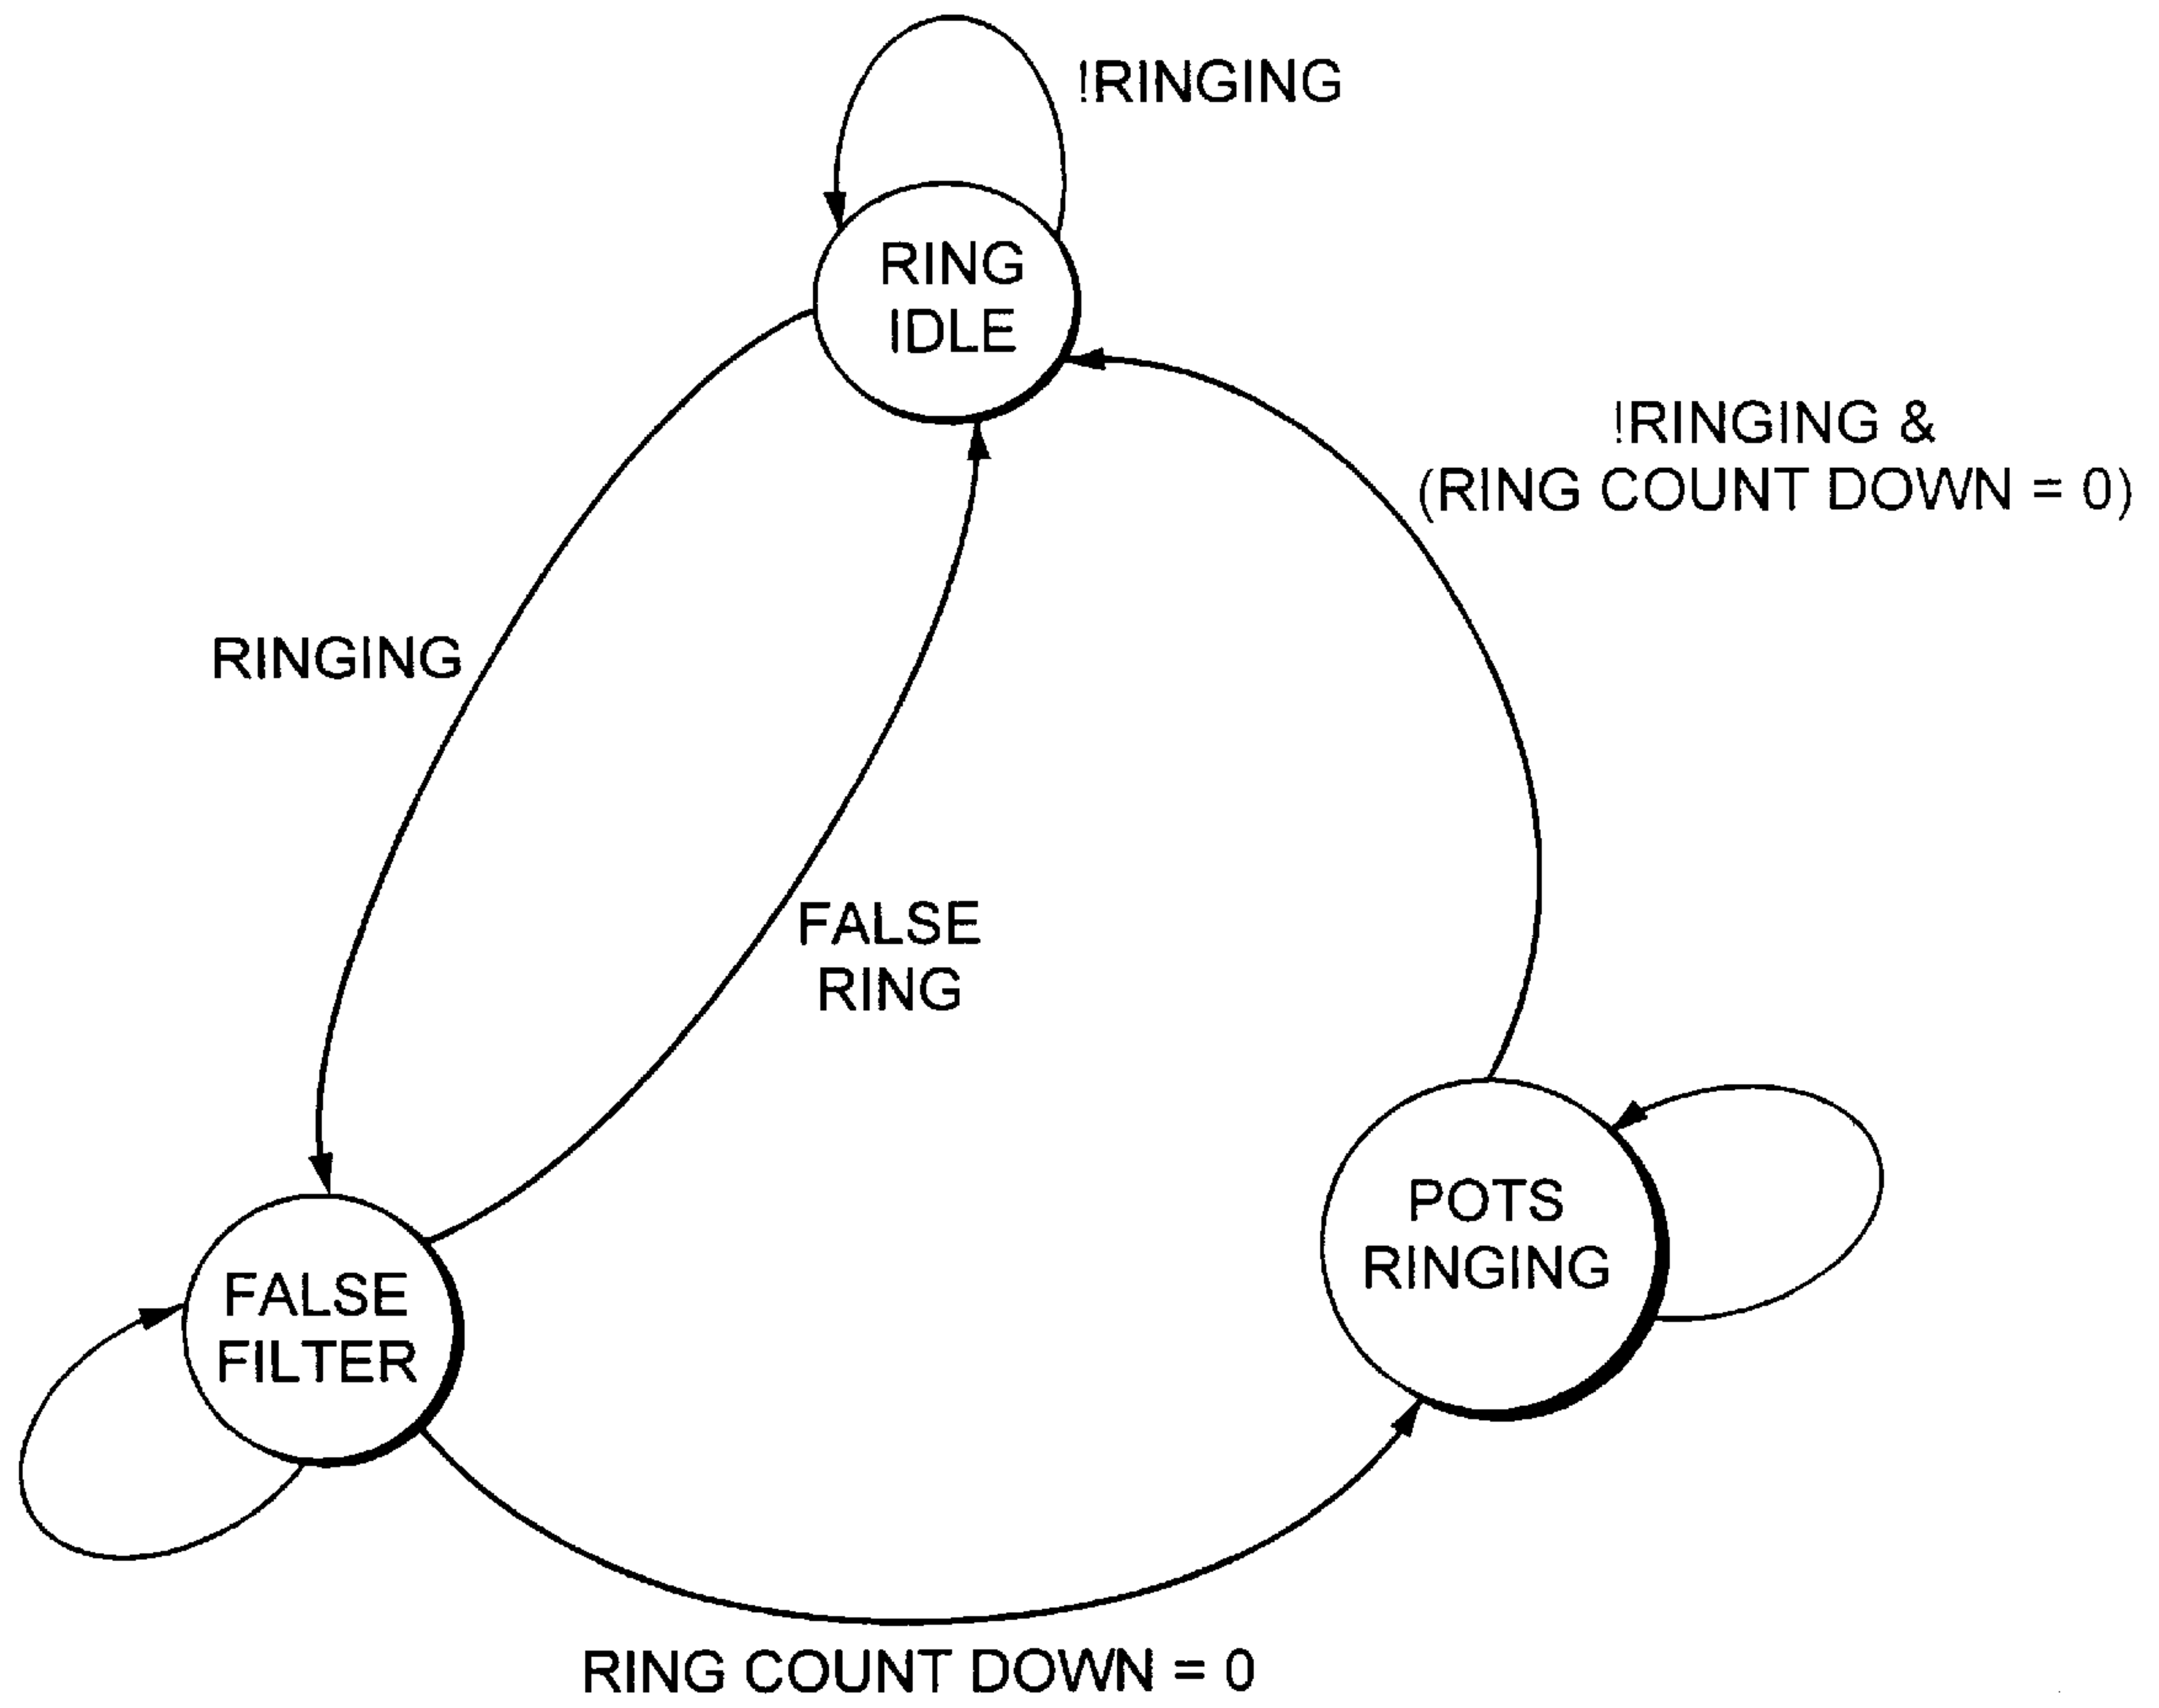 !RINGING
RING
IDLE
!RINGING &
(RING COUNT DOWN = 0)
RINGING
FALSE
RING
POTS
RINGING
FALSE
FILTER
RING COUNT DOWN = 0